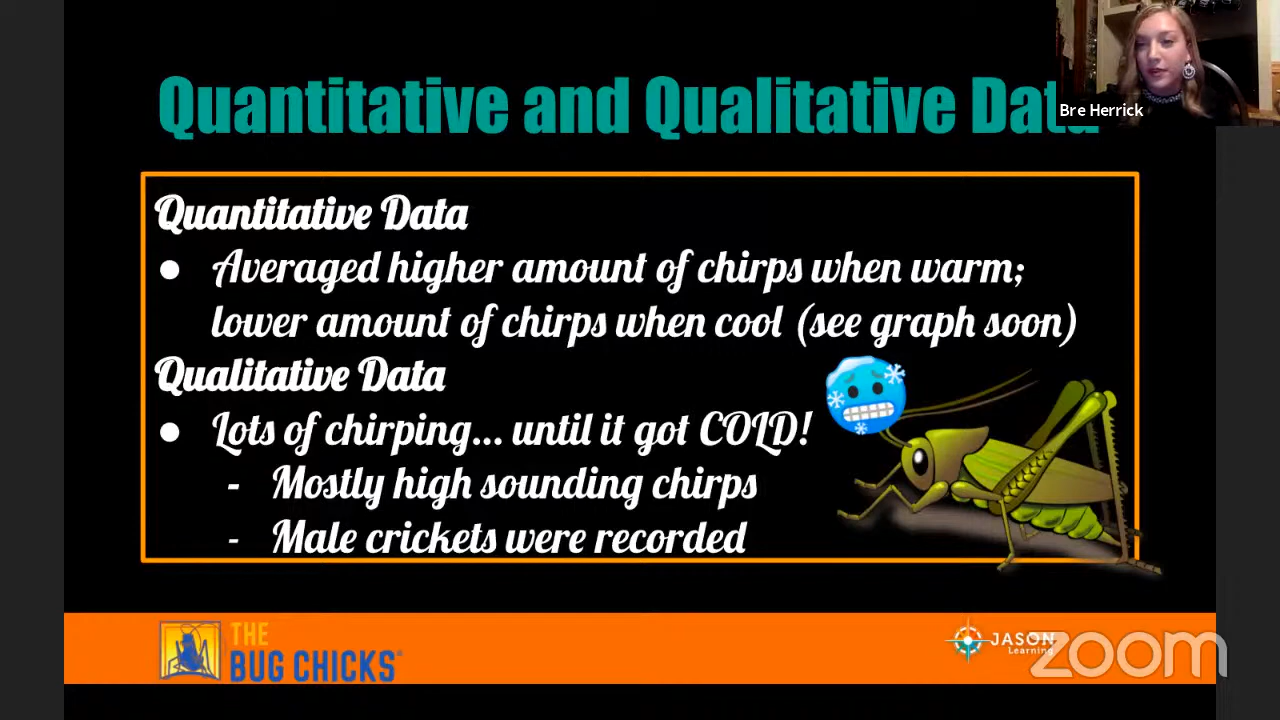 Quantitative and Qualitative Data
Bre Herrick
Quantitative Data
● Averaged higher amount of chirps when warm;
lower amount of chirps when cool (see graph soon)
Qualitative Data
● Lots of chirping... until it got COLD!
- Mostly high sounding chirps
- Male crickets were recorded
THE
BUG CHICKS®
JASON
Learning
zoom